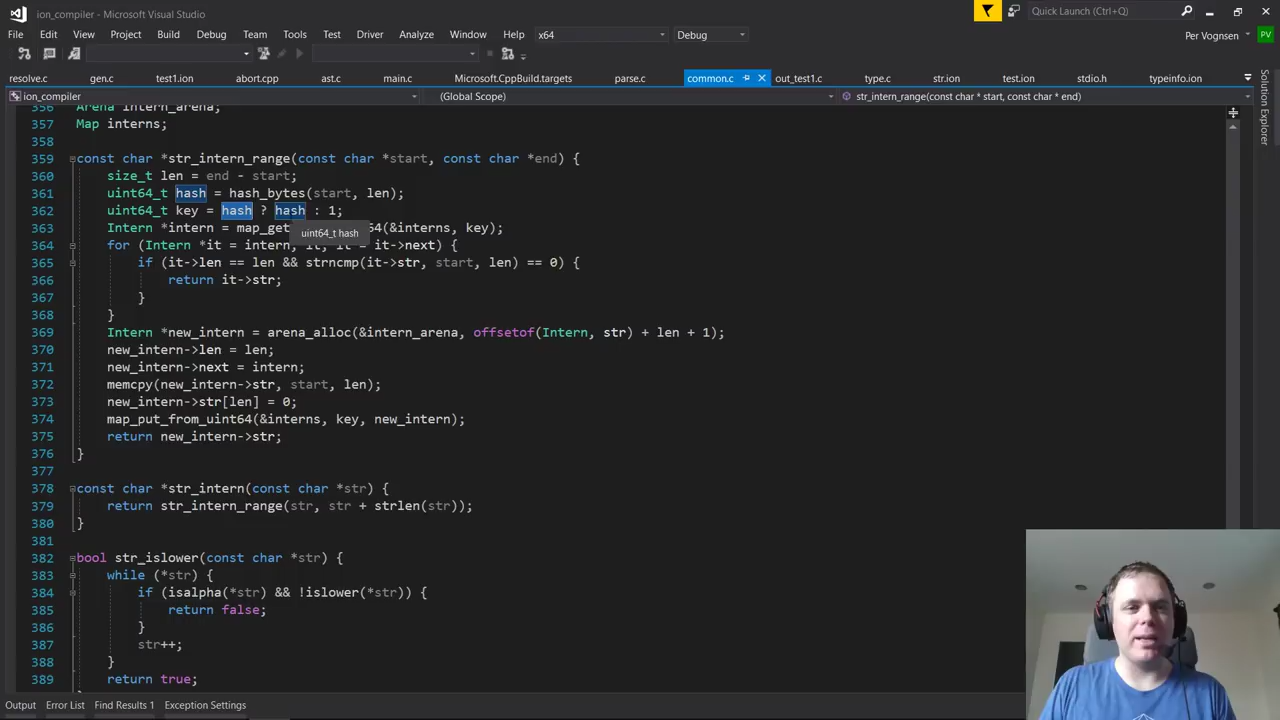 ion_compiler - Microsoft Visual Studio
Quick Launch (Ctrl+Q)
File Edit View Project Build Debug Team Tools Test Driver Analyze Window Help x64 Debug Per Vognsen PV
resolve.c gen.c test1.ion abort.cpp ast.c main.c Microsoft.CppBuild.targets parse.c common.c out_test1.c type.c str.ion test.ion stdio.h typeinfo.ion
ion_compiler (Global Scope) str_intern_range(const char * start, const char * end)
Solution Explorer
356 Arena intern_arena;
357 Map interns;
358
359 const char *str_intern_range(const char *start, const char *end) {
360 size_t len = end - start;
361 uint64_t hash = hash_bytes(start, len);
362 uint64_t key = hash ? hash : 1;
363 Intern *intern = map_get 64(&interns, key);
uint64_t hash
364 for (Intern *it = intern; it; it = it->next) {
365 if (it->len == len && strncmp(it->str, start, len) == 0) {
366 return it->str;
367 }
368 }
369 Intern *new_intern = arena_alloc(&intern_arena, offsetof(Intern, str) + len + 1);
370 new_intern->len = len;
371 new_intern->next = intern;
372 memcpy(new_intern->str, start, len);
373 new_intern->str[len] = 0;
374 map_put_from_uint64(&interns, key, new_intern);
375 return new_intern->str;
376 }
377
378 const char *str_intern(const char *str) {
379 return str_intern_range(str, str + strlen(str));
380 }
381
382 bool str_islower(const char *str) {
383 while (*str) {
384 if (isalpha(*str) && !islower(*str)) {
385 return false;
386 }
387 str++;
388 }
389 return true;
Output Error List Find Results 1 Exception Settings